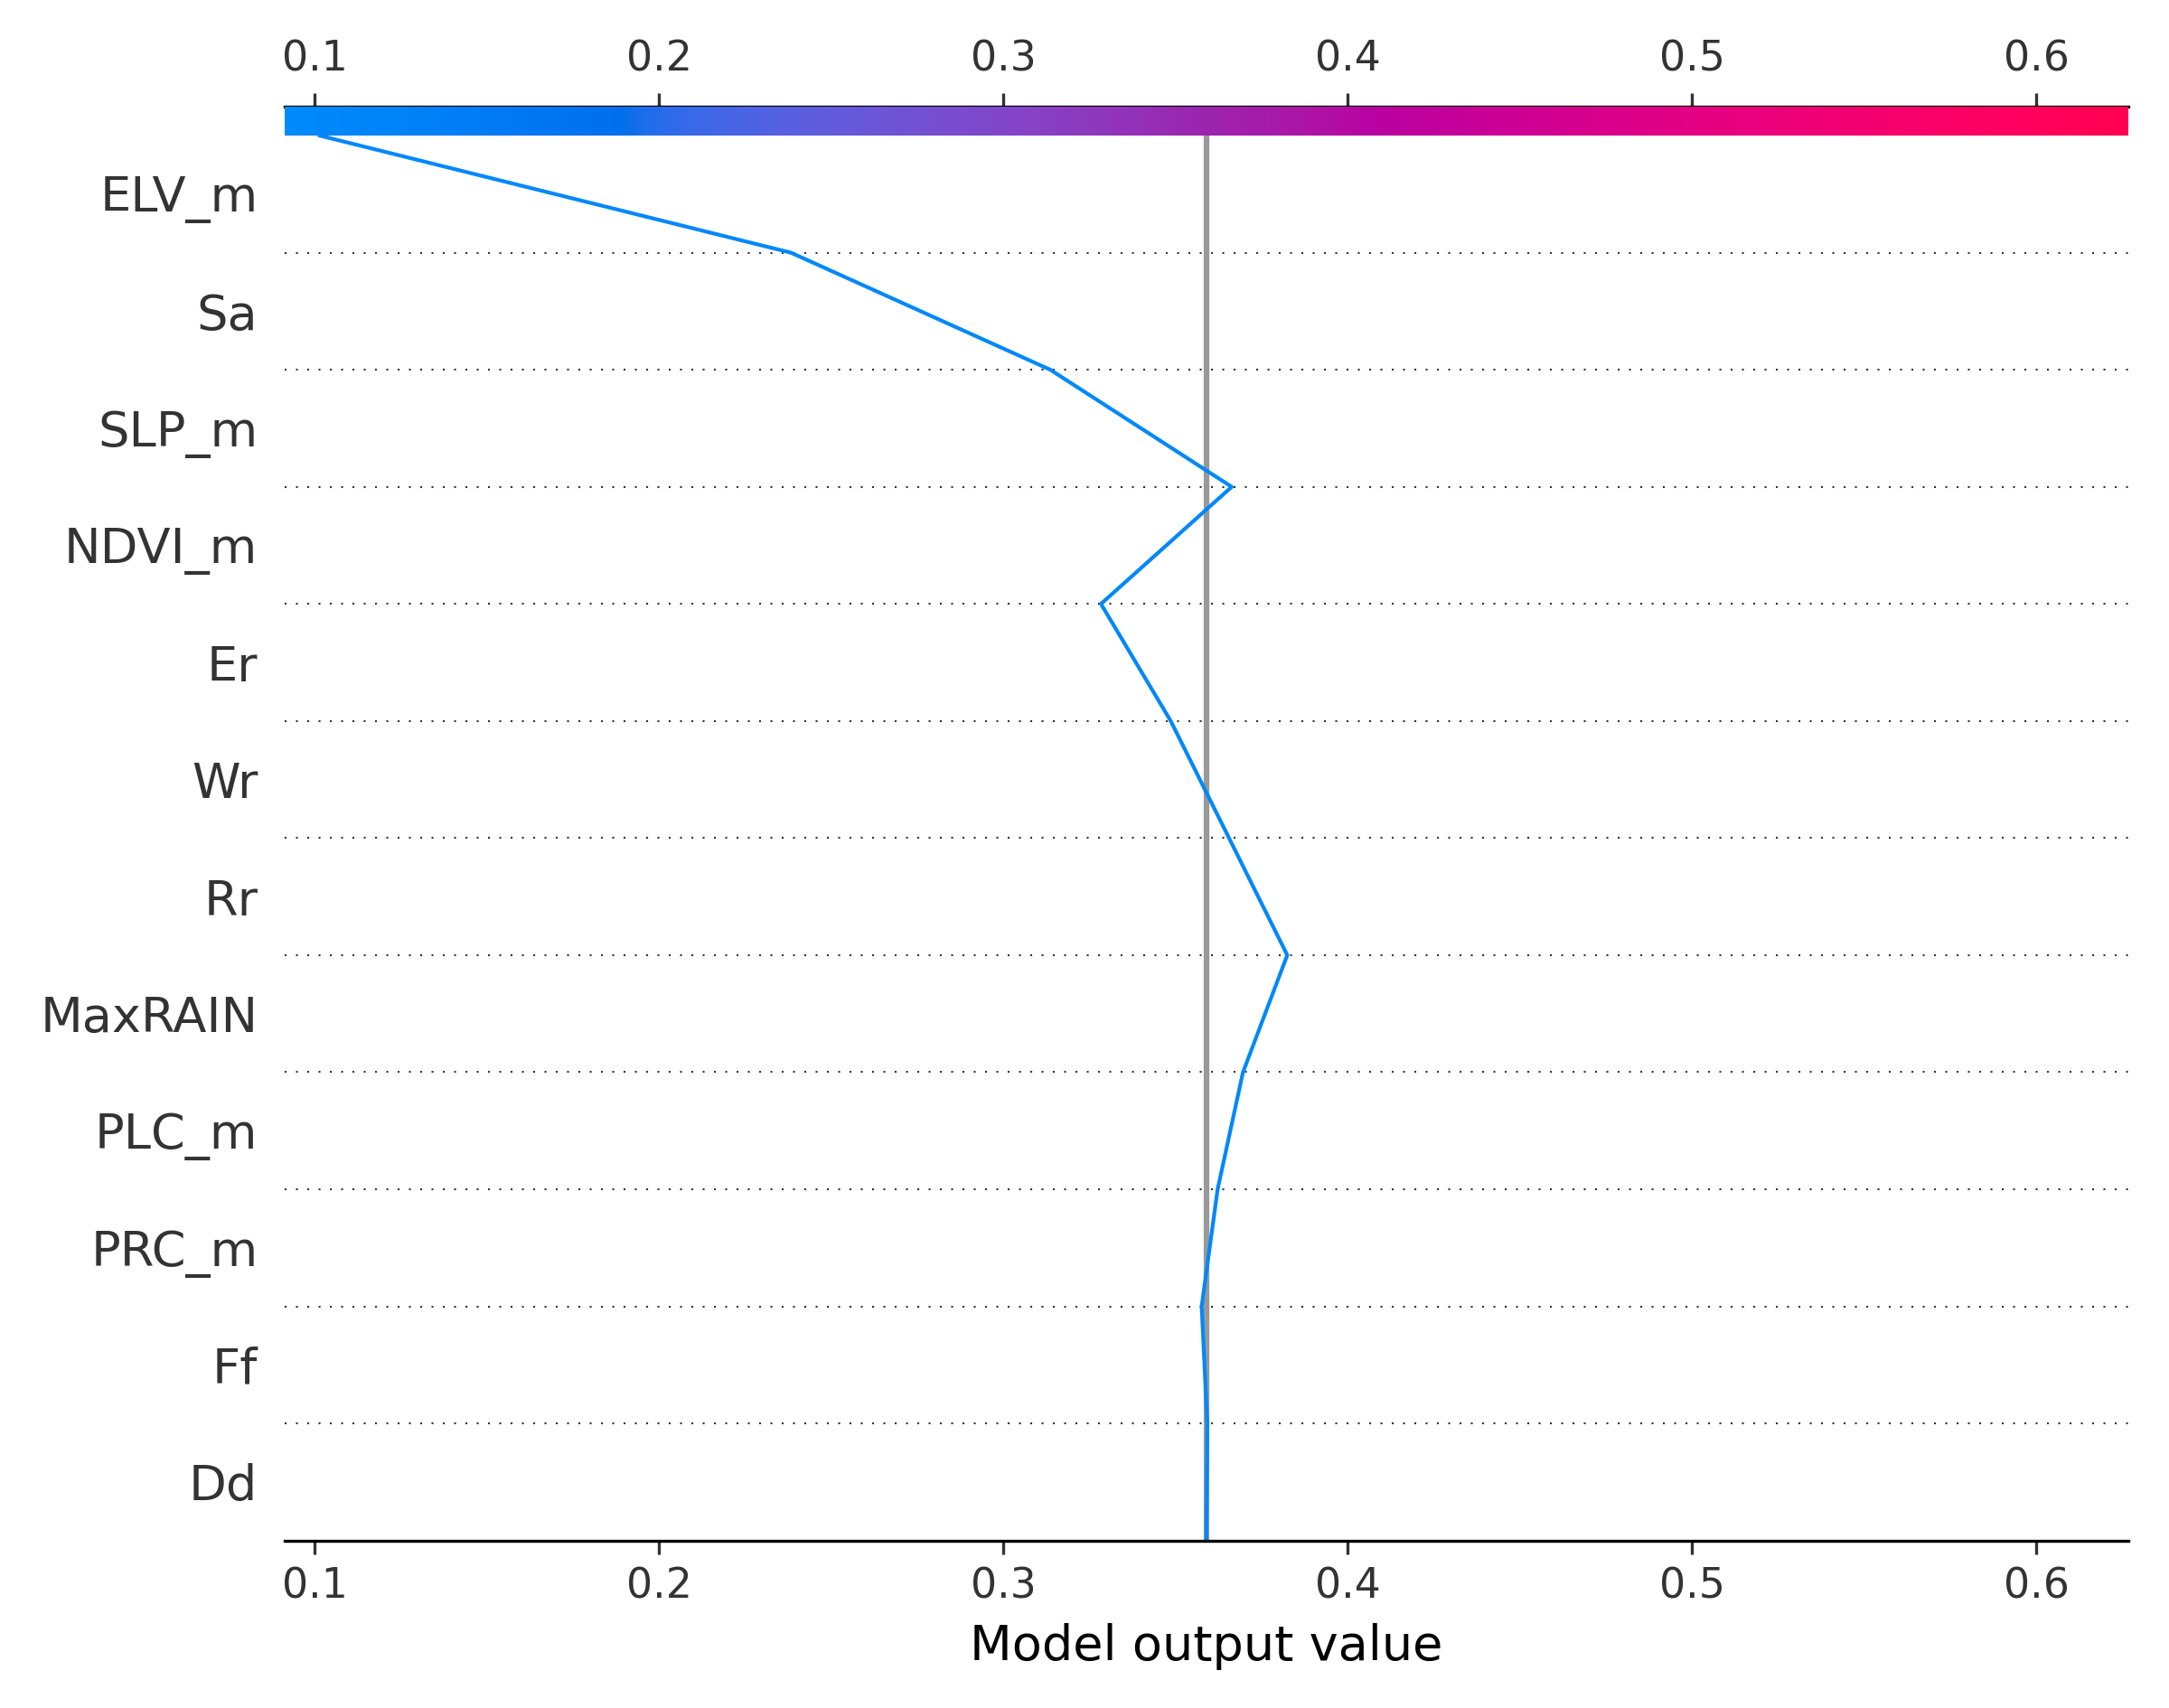 0.1 0.2 0.3 0.4 0.5 0.6
ELV_m
Sa
SLP_m
NDVI_m
Er
Wr
Rr
MaxRAIN
PLC_m
PRC_m
Ff
Dd
0.1 0.2 0.3 0.4 0.5 0.6
Model output value